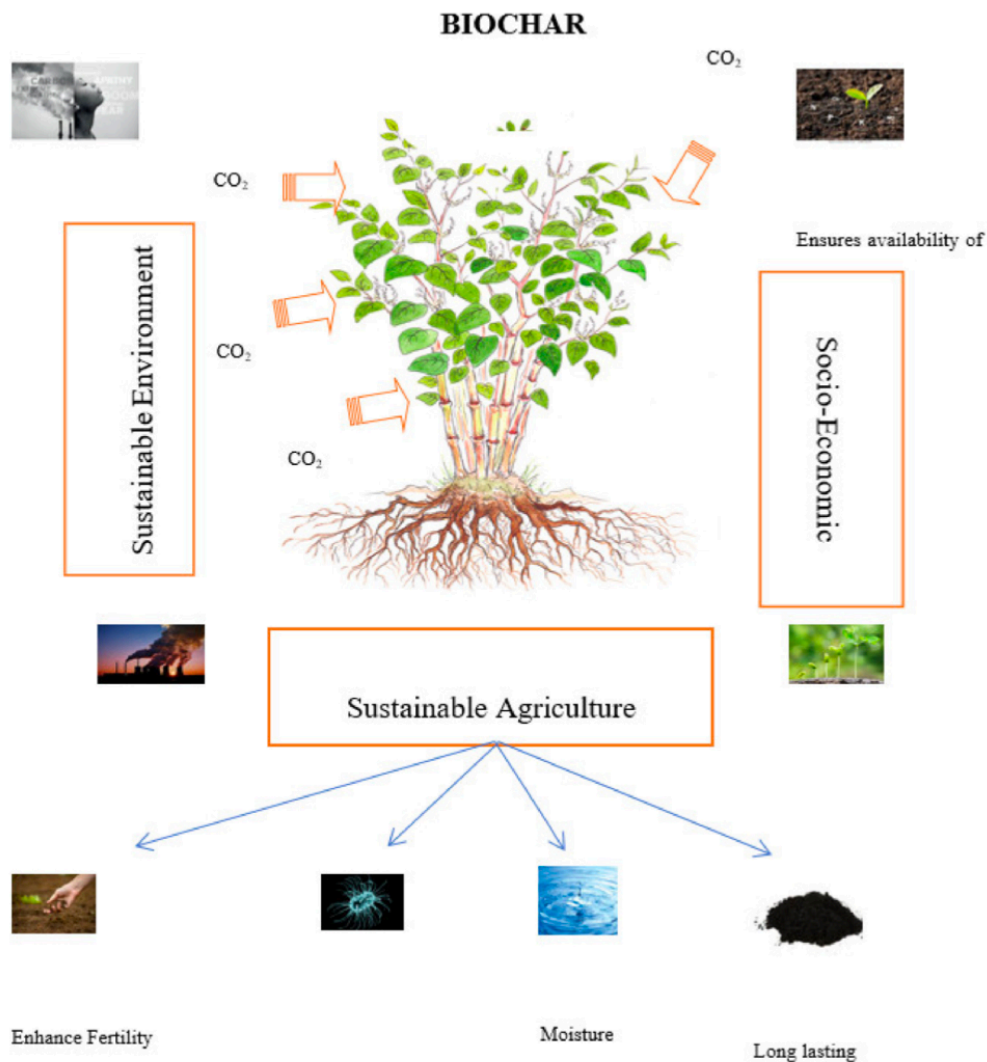 BIOCHAR
CO₂
CO₂
Ensures availability of
Sustainable Environment
CO₂
Socio-Economic
CO₂
Sustainable Agriculture
Enhance Fertility
Moisture
Long lasting